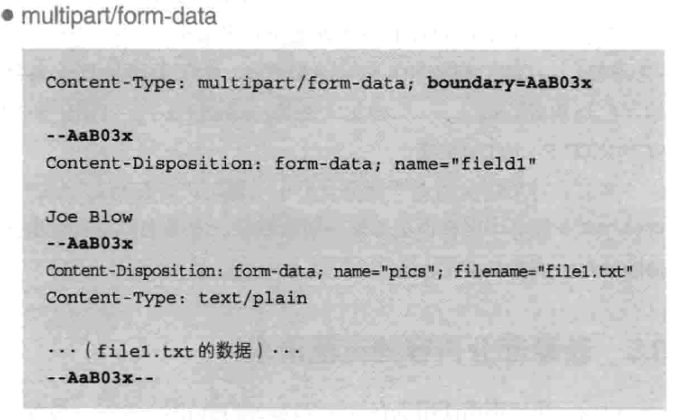 ● multipart/form-data
Content-Type: multipart/form-data; boundary=AaB03x
--AaB03x
Content-Disposition: form-data; name="field1"
Joe Blow
--AaB03x
Content-Disposition: form-data; name="pics"; filename="file1.txt"
Content-Type: text/plain
···(file1.txt的数据)···
--AaB03x--